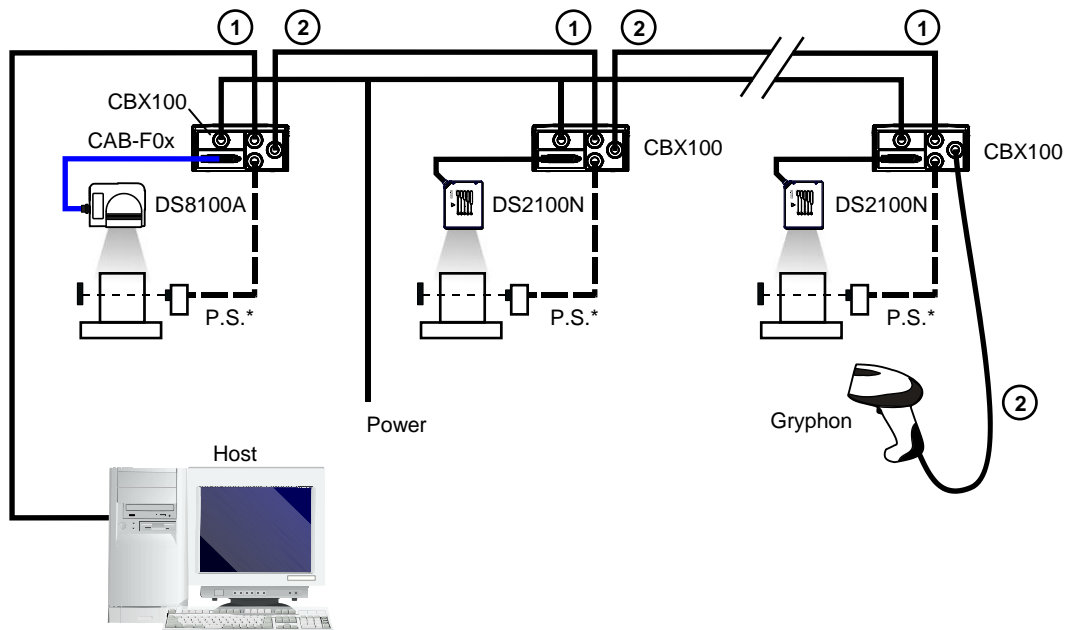 1 2 1 2 1
CBX100
CAB-F0x
CBX100
CBX100
DS8100A
DS2100N
DS2100N
P.S.*
P.S.*
P.S.*
2
Power
Gryphon
Host